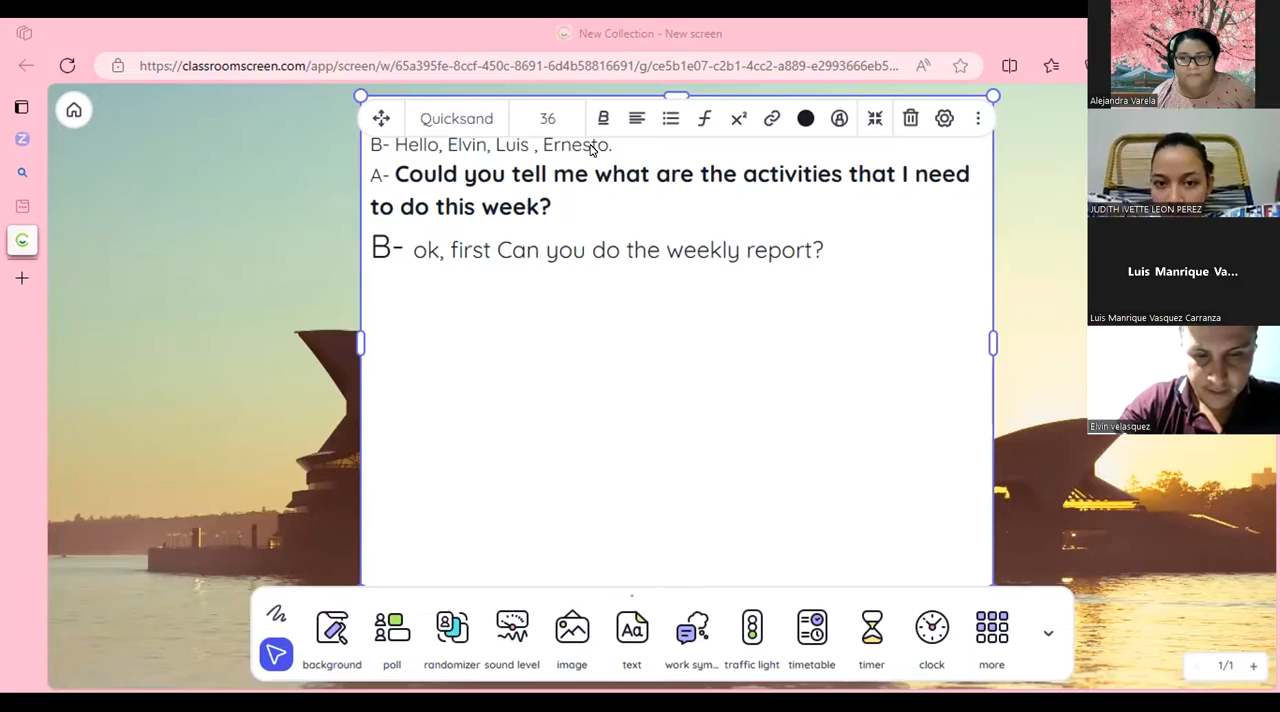 New Collection - New screen
https://classroomscreen.com/app/screen/w/65a395fe-8ccf-450c-8691-6d4b58816691/g/ce5b1e07-c2b1-4cc2-a889-e2993666eb5...
Quicksand
36
B- Hello, Elvin, Luis , Ernesto.
A- Could you tell me what are the activities that I need
to do this week?
B- ok, first Can you do the weekly report?
background
poll
randomizer
sound level
image
text
work sym...
traffic light
timetable
timer
clock
more
1/1
Alejandra Varela
JUDITH IVETTE LEON PEREZ
Luis Manrique Va...
Luis Manrique Vasquez Carranza
Elvin velasquez